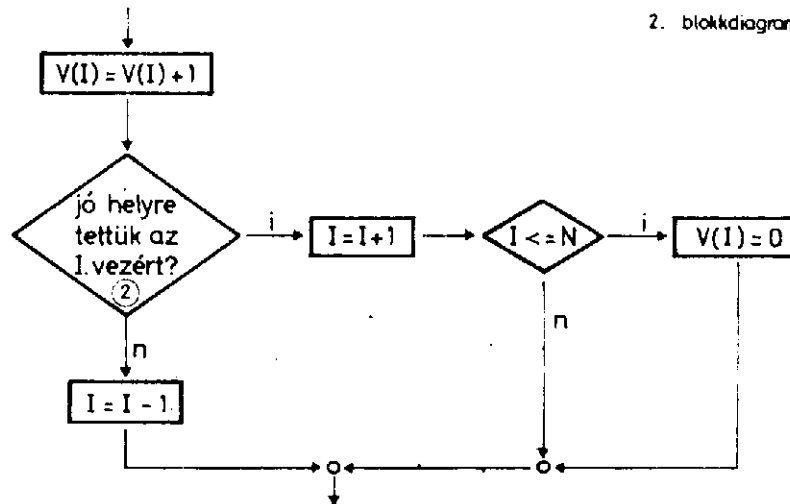 2. blokkdiagram
V(I) = V(I) + 1
jó helyre
tettük az
I. vezért?
2
i
I = I + 1
I <= N
i
V(I) = 0
n
n
I = I - 1